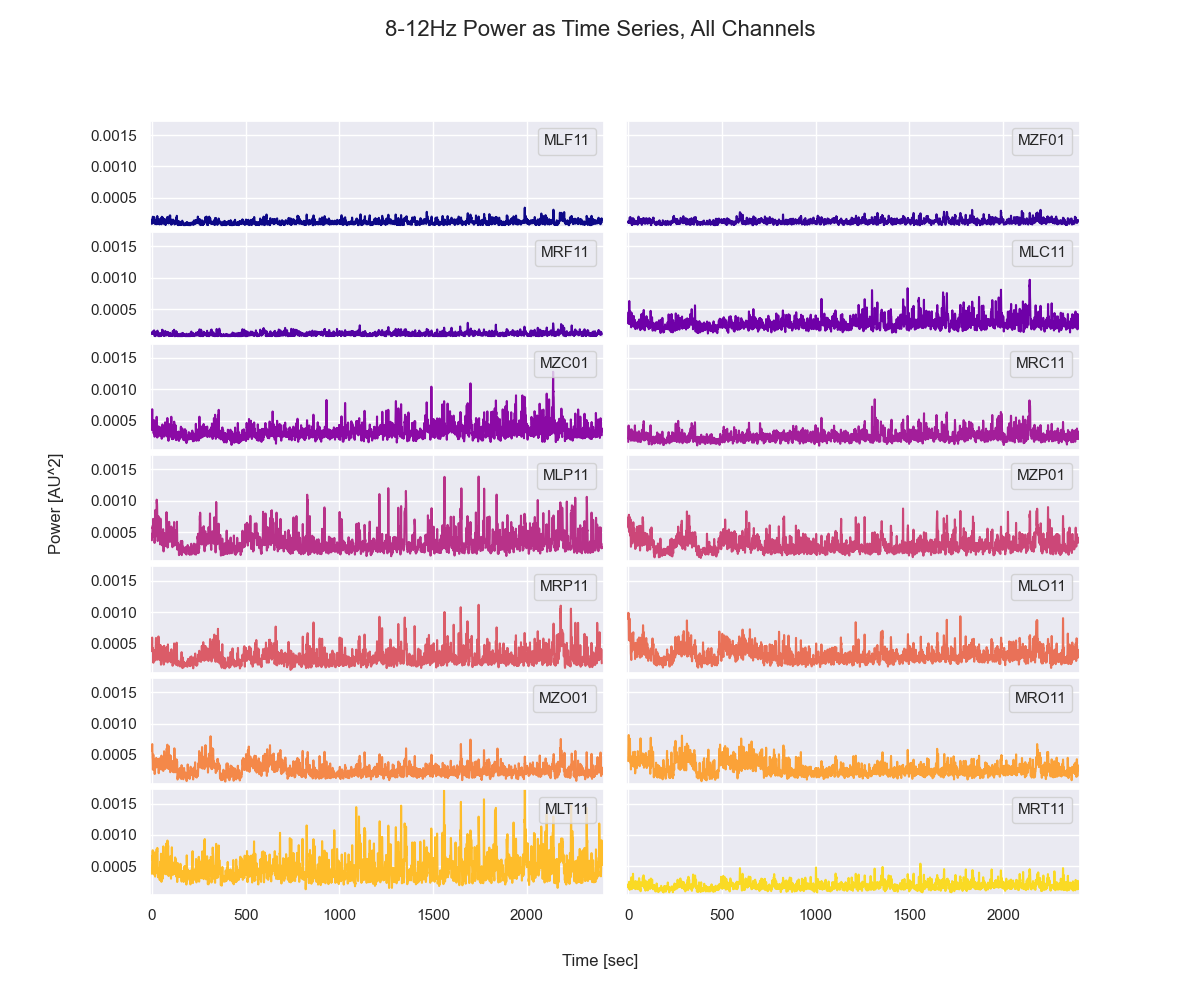 8-12Hz Power as Time Series, All Channels
0.0015
0.0010
0.0005
MLF11
MZF01
0.0015
0.0010
0.0005
MRF11
MLC11
0.0015
0.0010
0.0005
MZC01
MRC11
0.0015
0.0010
0.0005
MLP11
MZP01
0.0015
0.0010
0.0005
MRP11
MLO11
0.0015
0.0010
0.0005
MZO01
MRO11
0.0015
0.0010
0.0005
MLT11
MRT11
0 500 1000 1500 2000
0 500 1000 1500 2000
Power [AU^2]
Time [sec]